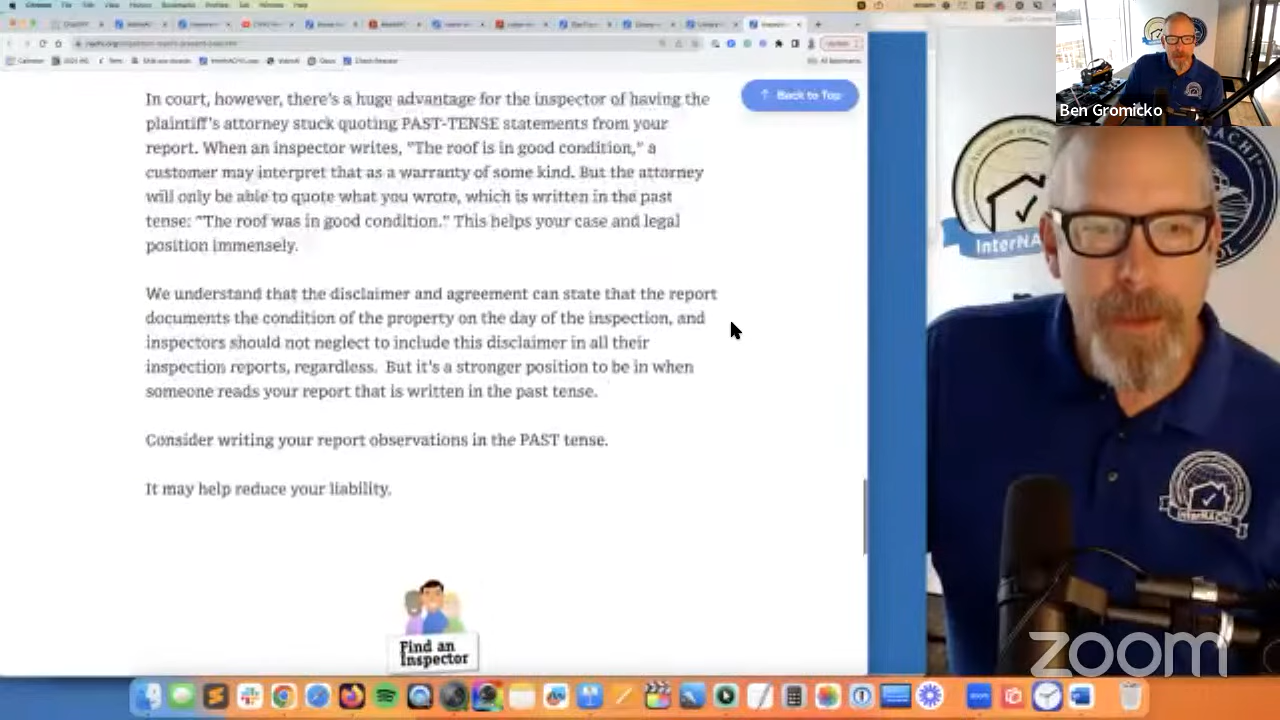 Back to Top
In court, however, there's a huge advantage for the inspector of having the
plaintiff's attorney stuck quoting PAST-TENSE statements from your
report. When an inspector writes, "The roof is in good condition," a
customer may interpret that as a warranty of some kind. But the attorney
will only be able to quote what you wrote, which is written in the past
tense: "The roof was in good condition." This helps your case and legal
position immensely.
We understand that the disclaimer and agreement can state that the report
documents the condition of the property on the day of the inspection, and
inspectors should not neglect to include this disclaimer in all their
inspection reports, regardless. But it's a stronger position to be in when
someone reads your report that is written in the past tense.
Consider writing your report observations in the PAST tense.
It may help reduce your liability.
Find an
Inspector
Ben Gromicko
InterNACHI
zoom